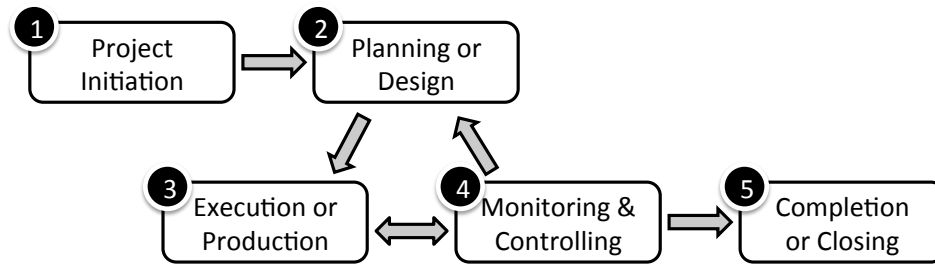 1
Project
Initiation
2
Planning or
Design
3
Execution or
Production
4
Monitoring &
Controlling
5
Completion
or Closing